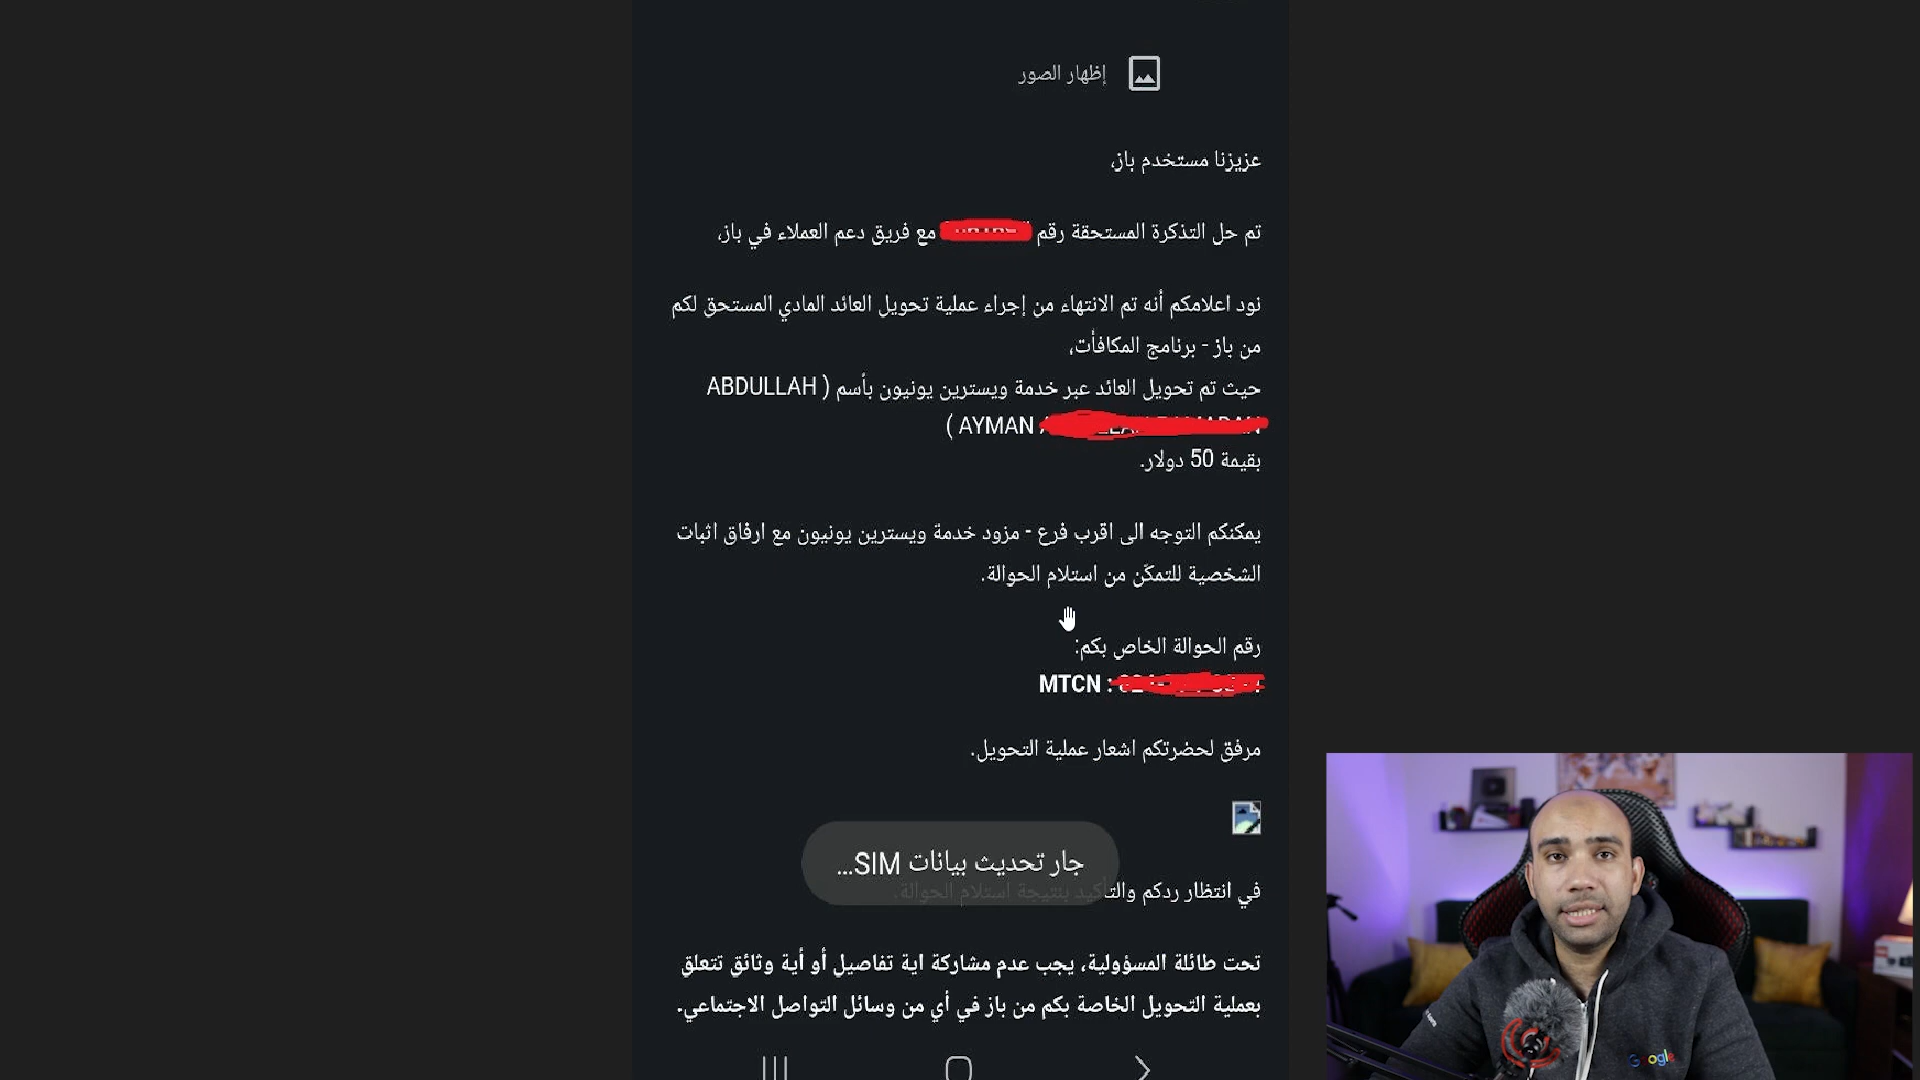 إظهار الصور
عزيزنا مستخدم باز،
تم حل التذكرة المستحقة رقم مع فريق دعم العملاء في باز،
نود اعلامكم أنه تم الانتهاء من إجراء عملية تحويل العائد المادي المستحق لكم
من باز - برنامج المكافأت،
حيث تم تحويل العائد عبر خدمة ويسترين يونيون بأسم ( ABDULLAH
AYMAN )
بقيمة 50 دولار.
يمكنكم التوجه الى اقرب فرع - مزود خدمة ويسترين يونيون مع ارفاق اثبات
الشخصية للتمكّن من استلام الحوالة.
رقم الحوالة الخاص بكم:
MTCN :
مرفق لحضرتكم اشعار عملية التحويل.
جار تحديث بيانات SIM...
في انتظار ردكم والتأكيد بنتيجة استلام الحوالة.
تحت طائلة المسؤولية، يجب عدم مشاركة اية تفاصيل أو أية وثائق تتعلق
بعملية التحويل الخاصة بكم من باز في أي من وسائل التواصل الاجتماعي.
Google